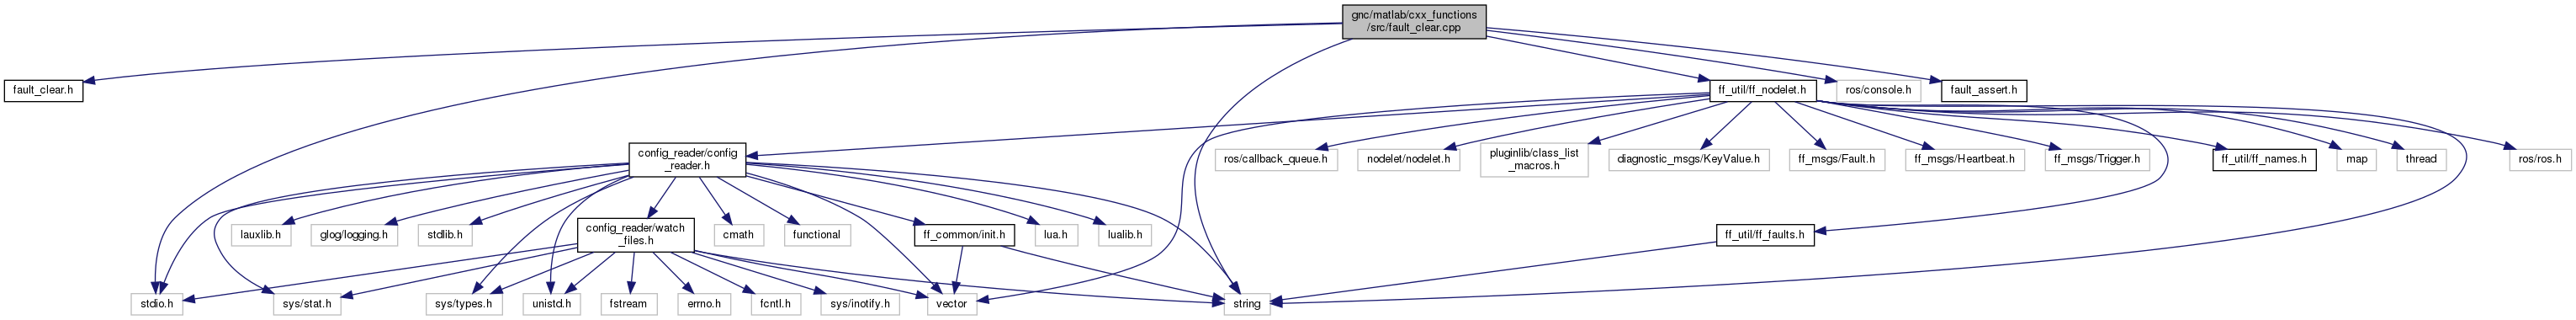 gnc/matlab/cxx_functions
/src/fault_clear.cpp
fault_clear.h
ff_util/ff_nodelet.h
ros/console.h
fault_assert.h
config_reader/config
_reader.h
ros/callback_queue.h
nodelet/nodelet.h
pluginlib/class_list
_macros.h
diagnostic_msgs/KeyValue.h
ff_msgs/Fault.h
ff_msgs/Heartbeat.h
ff_msgs/Trigger.h
ff_util/ff_names.h
map
thread
ros/ros.h
lauxlib.h
glog/logging.h
stdlib.h
config_reader/watch
_files.h
cmath
functional
ff_common/init.h
lua.h
lualib.h
ff_util/ff_faults.h
stdio.h
sys/stat.h
sys/types.h
unistd.h
fstream
errno.h
fcntl.h
sys/inotify.h
vector
string